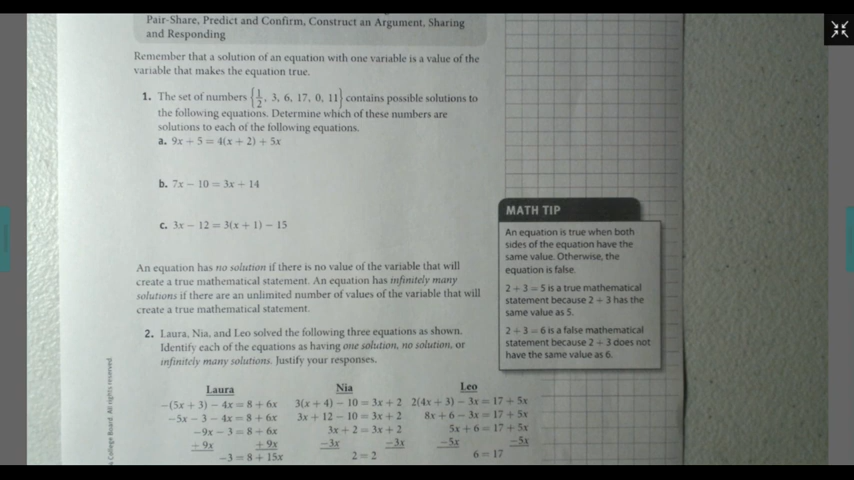 Pair-Share, Predict and Confirm, Construct an Argument, Sharing
and Responding
Remember that a solution of an equation with one variable is a value of the
variable that makes the equation true.
1. The set of numbers {1/2, 3, 6, 17, 0, 11} contains possible solutions to
the following equations. Determine which of these numbers are
solutions to each of the following equations.
a. 9x + 5 = 4(x + 2) + 5x
b. 7x − 10 = 3x + 14
c. 3x − 12 = 3(x + 1) − 15
An equation has no solution if there is no value of the variable that will
create a true mathematical statement. An equation has infinitely many
solutions if there are an unlimited number of values of the variable that will
create a true mathematical statement.
2. Laura, Nia, and Leo solved the following three equations as shown.
Identify each of the equations as having one solution, no solution, or
infinitely many solutions. Justify your responses.
Laura
−(5x + 3) − 4x = 8 + 6x
−5x − 3 − 4x = 8 + 6x
−9x − 3 = 8 + 6x
+ 9x + 9x
−3 = 8 + 15x
Nia
3(x + 4) − 10 = 3x + 2
3x + 12 − 10 = 3x + 2
3x + 2 = 3x + 2
−3x −3x
2 = 2
Leo
2(4x + 3) − 3x = 17 + 5x
8x + 6 − 3x = 17 + 5x
5x + 6 = 17 + 5x
−5x −5x
6 = 17
MATH TIP
An equation is true when both
sides of the equation have the
same value. Otherwise, the
equation is false.
2 + 3 = 5 is a true mathematical
statement because 2 + 3 has the
same value as 5.
2 + 3 = 6 is a false mathematical
statement because 2 + 3 does not
have the same value as 6.
College Board. All rights reserved.